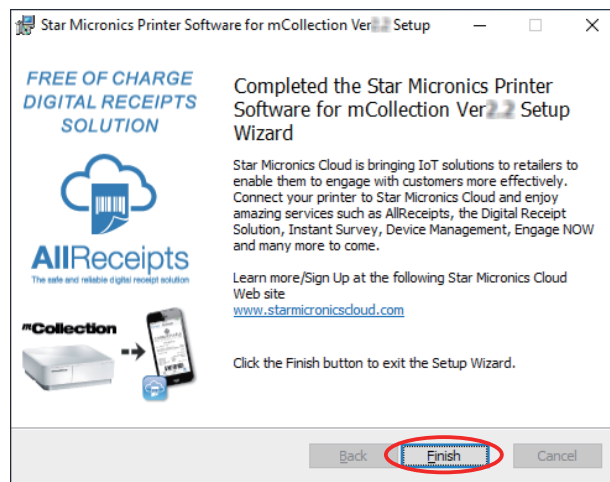 Star Micronics Printer Software for mCollection Ver Setup
FREE OF CHARGE
DIGITAL RECEIPTS
SOLUTION
AllReceipts
The safe and reliable digital receipt solution
mCollection
Completed the Star Micronics Printer
Software for mCollection Ver2.2 Setup
Wizard
Star Micronics Cloud is bringing IoT solutions to retailers to
enable them to engage with customers more effectively.
Connect your printer to Star Micronics Cloud and enjoy
amazing services such as AllReceipts, the Digital Receipt
Solution, Instant Survey, Device Management, Engage NOW
and many more to come.
Learn more/Sign Up at the following Star Micronics Cloud
Web site
www.starmicronicscloud.com
Click the Finish button to exit the Setup Wizard.
Back Finish Cancel